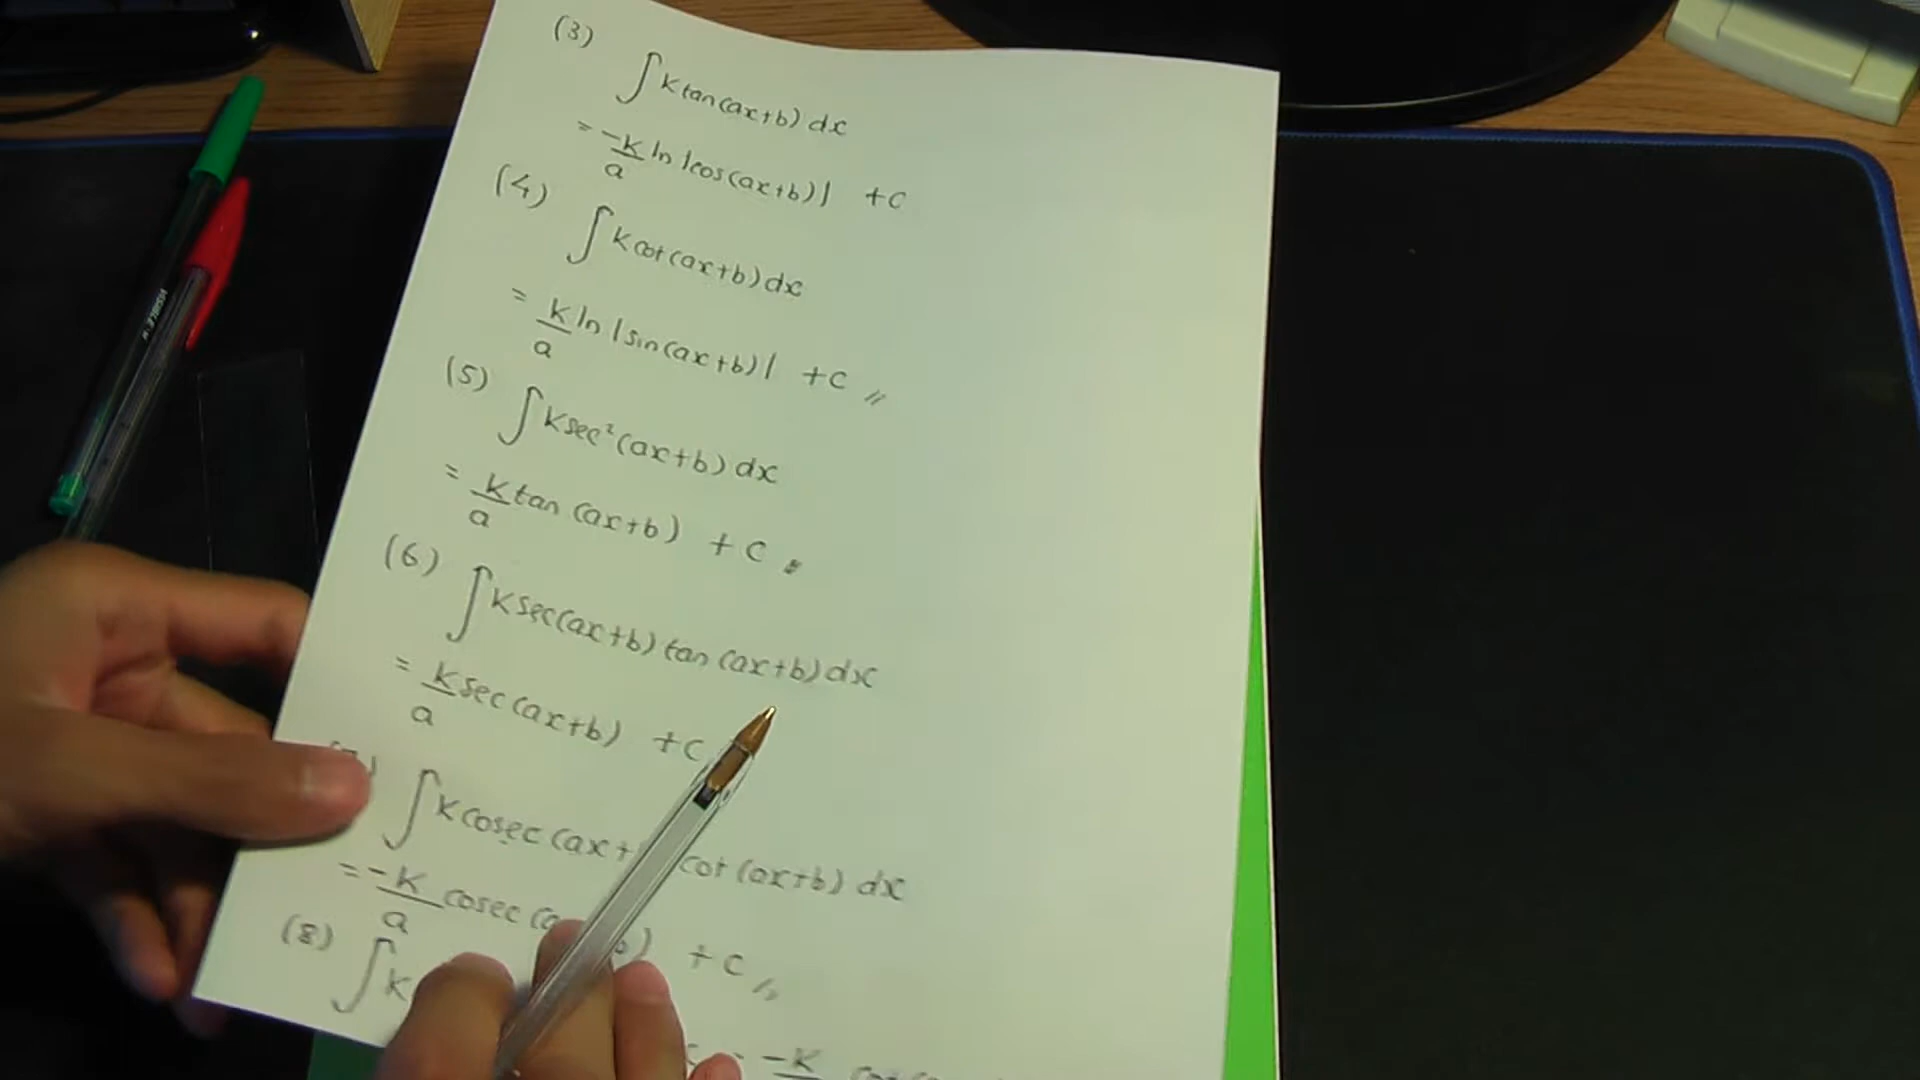 (3)
∫ k tan(ax+b) dx
= -k/a ln |cos(ax+b)| + c
(4)
∫ k cot(ax+b) dx
= k/a ln |sin(ax+b)| + c //
(5) ∫ k sec²(ax+b) dx
= k/a tan (ax+b) + c
(6) ∫ k sec(ax+b) tan (ax+b) dx
= k/a sec (ax+b) + c
∫ k cosec (ax+ cot (ax+b) dx
= -k/a cosec ( b) + c //
(8) ∫ k
= -k